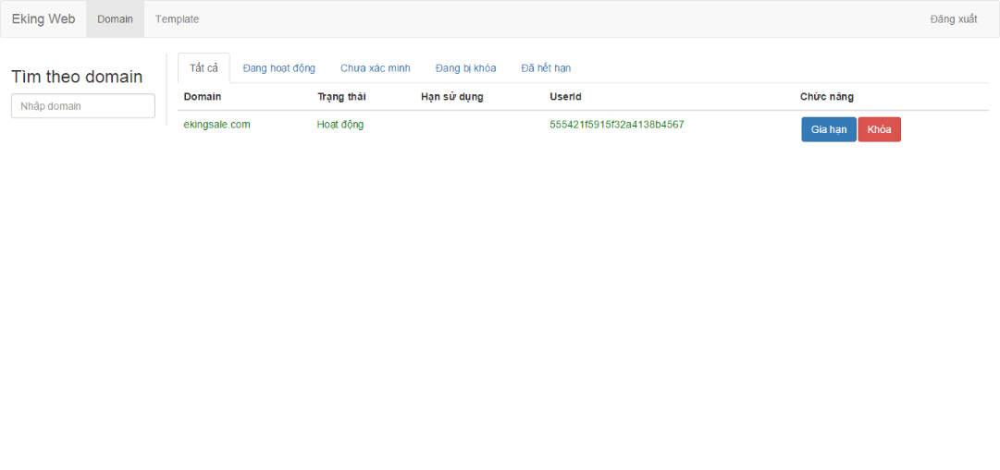 Eking Web Domain Template Đăng xuất
Tìm theo domain
Nhập domain
Tất cả Đang hoạt động Chưa xác minh Đang bị khóa Đã hết hạn
Domain Trạng thái Hạn sử dụng UserId Chức năng
ekingsale.com Hoạt động 555421f5915f32a4138b4567 Gia hạn Khóa